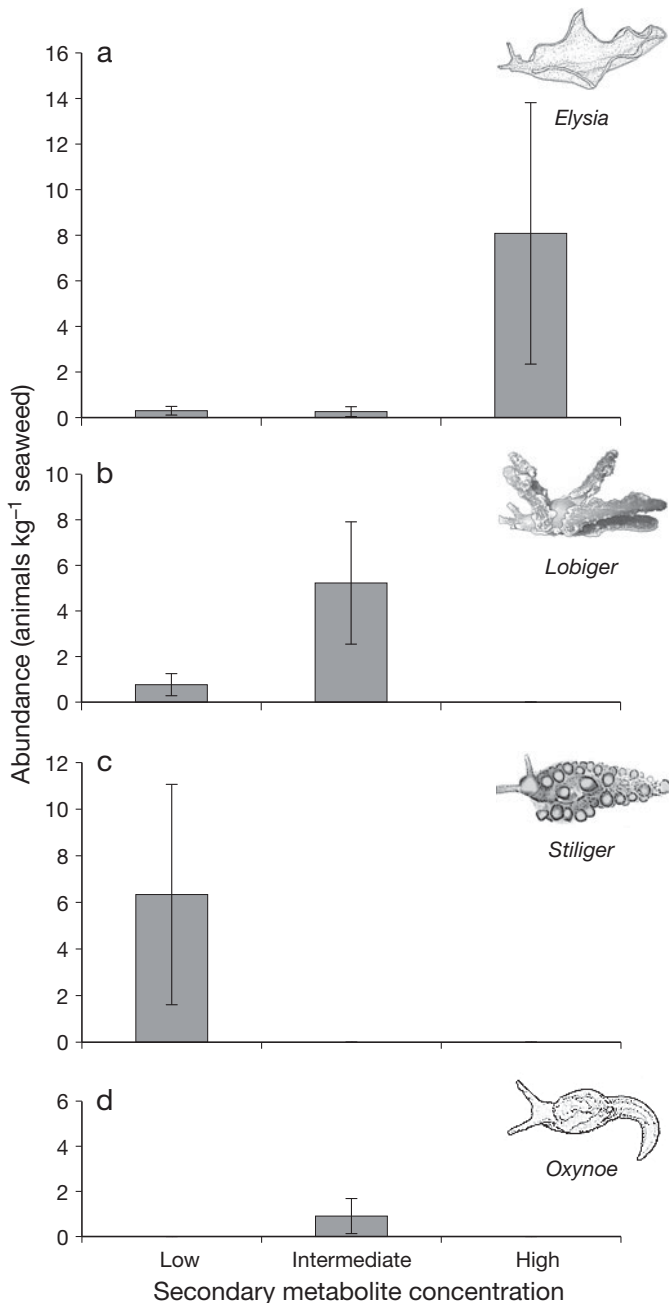 a
16
14
12
10
8
6
4
2
0
Elysia
b
10
8
6
4
2
0
Lobiger
c
12
10
8
6
4
2
0
Stiliger
d
6
4
2
0
Oxynoe
Abundance (animals kg⁻¹ seaweed)
Low Intermediate High
Secondary metabolite concentration